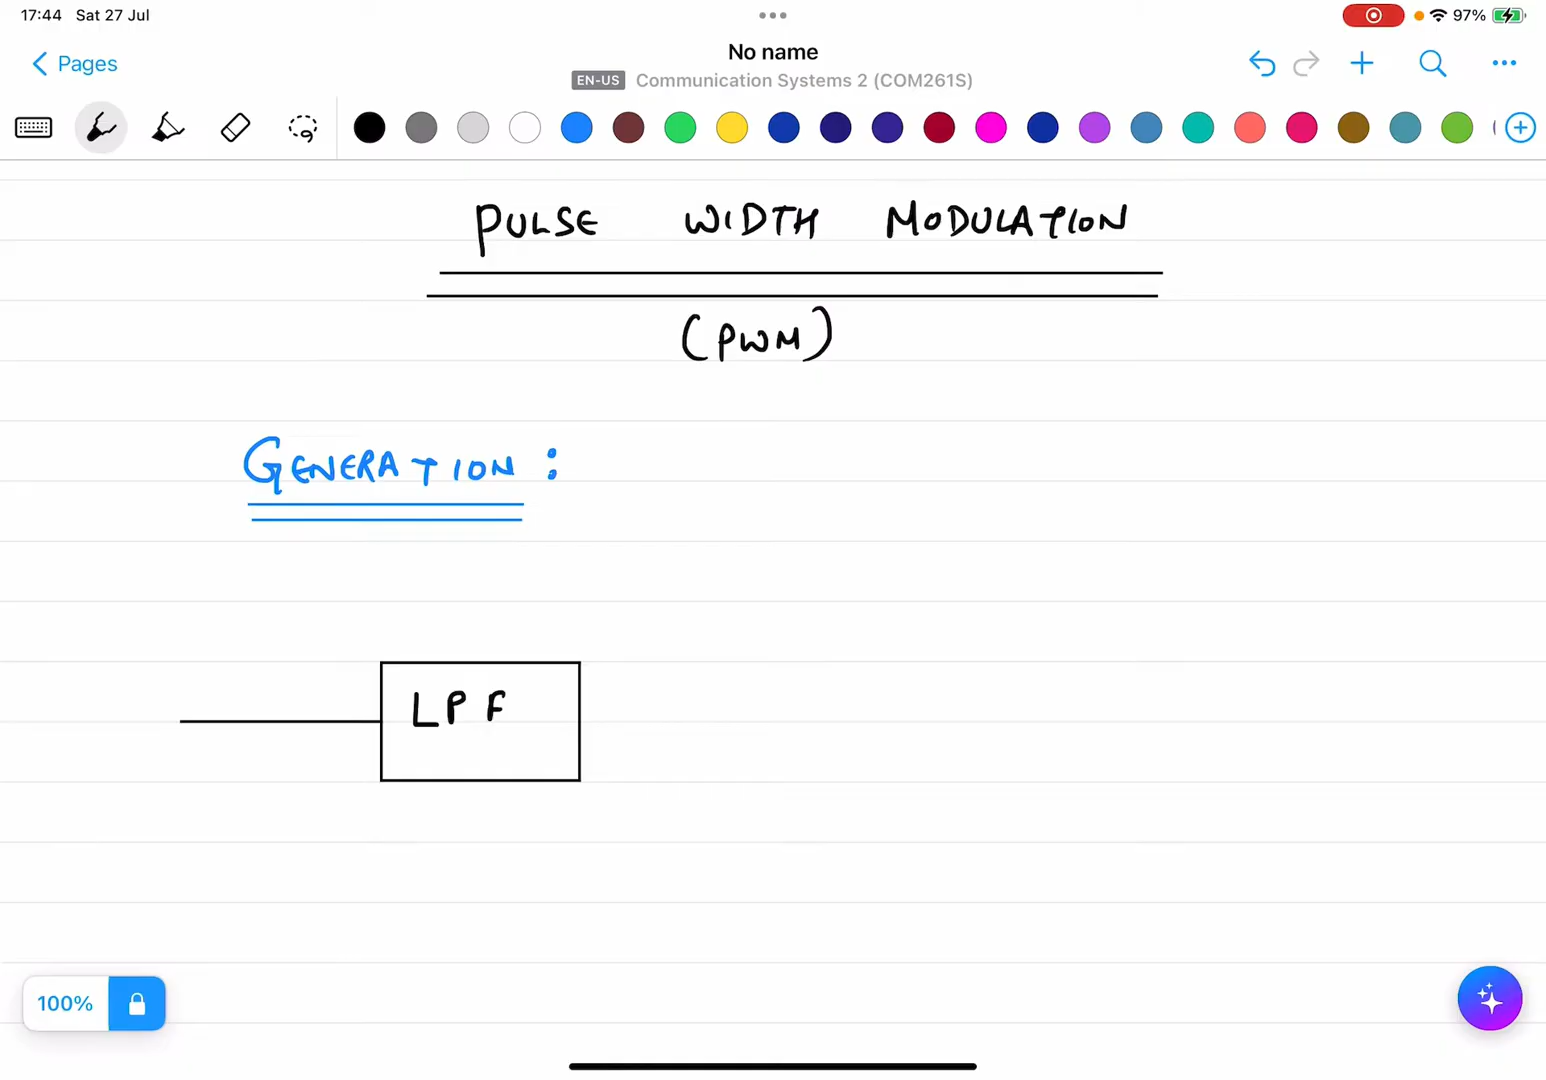 17:44 Sat 27 Jul
97%
Pages
No name
EN-US Communication Systems 2 (COM261S)
PULSE WIDTH MODULATION
(PWM)
GENERATION:
LPF
100%